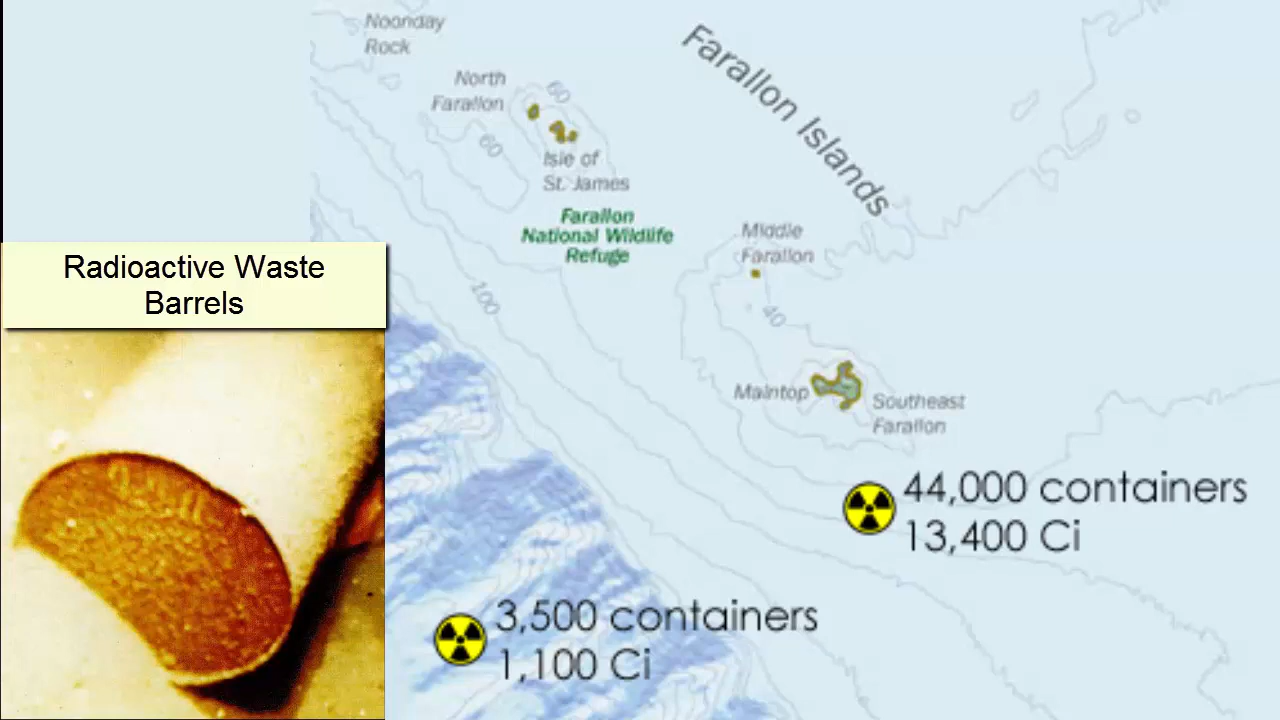 Noonday
Rock
North
Farallon
60
60
Isle of
St. James
Farallon Islands
Farallon
National Wildlife
Refuge
Middle
Farallon
Radioactive Waste
Barrels
100
40
Maintop
Southeast
Farallon
44,000 containers
13,400 Ci
3,500 containers
1,100 Ci